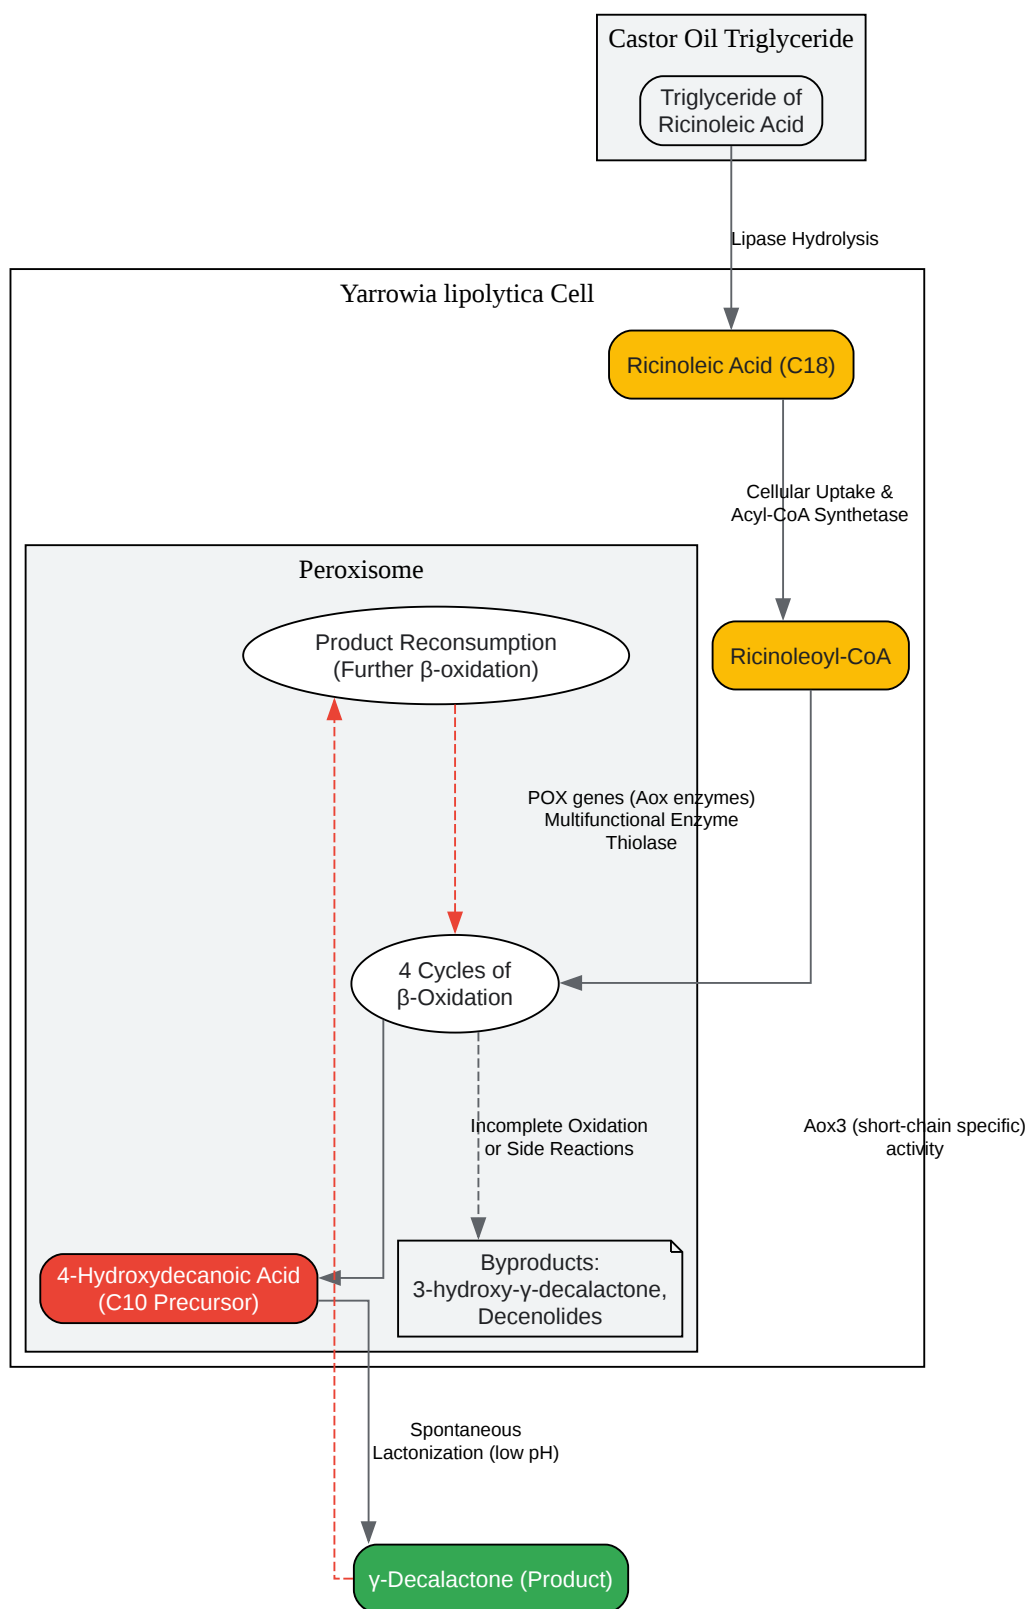 Castor Oil Triglyceride
Triglyceride of
Ricinoleic Acid
Lipase Hydrolysis
Yarrowia lipolytica Cell
Ricinoleic Acid (C18)
Cellular Uptake &
Acyl-CoA Synthetase
Peroxisome
Product Reconsumption
(Further β-oxidation)
Ricinoleoyl-CoA
POX genes (Aox enzymes)
Multifunctional Enzyme
Thiolase
4 Cycles of
β-Oxidation
Incomplete Oxidation
or Side Reactions
Aox3 (short-chain specific)
activity
4-Hydroxydecanoic Acid
(C10 Precursor)
Byproducts:
3-hydroxy-γ-decalactone,
Decenolides
Spontaneous
Lactonization (low pH)
γ-Decalactone (Product)